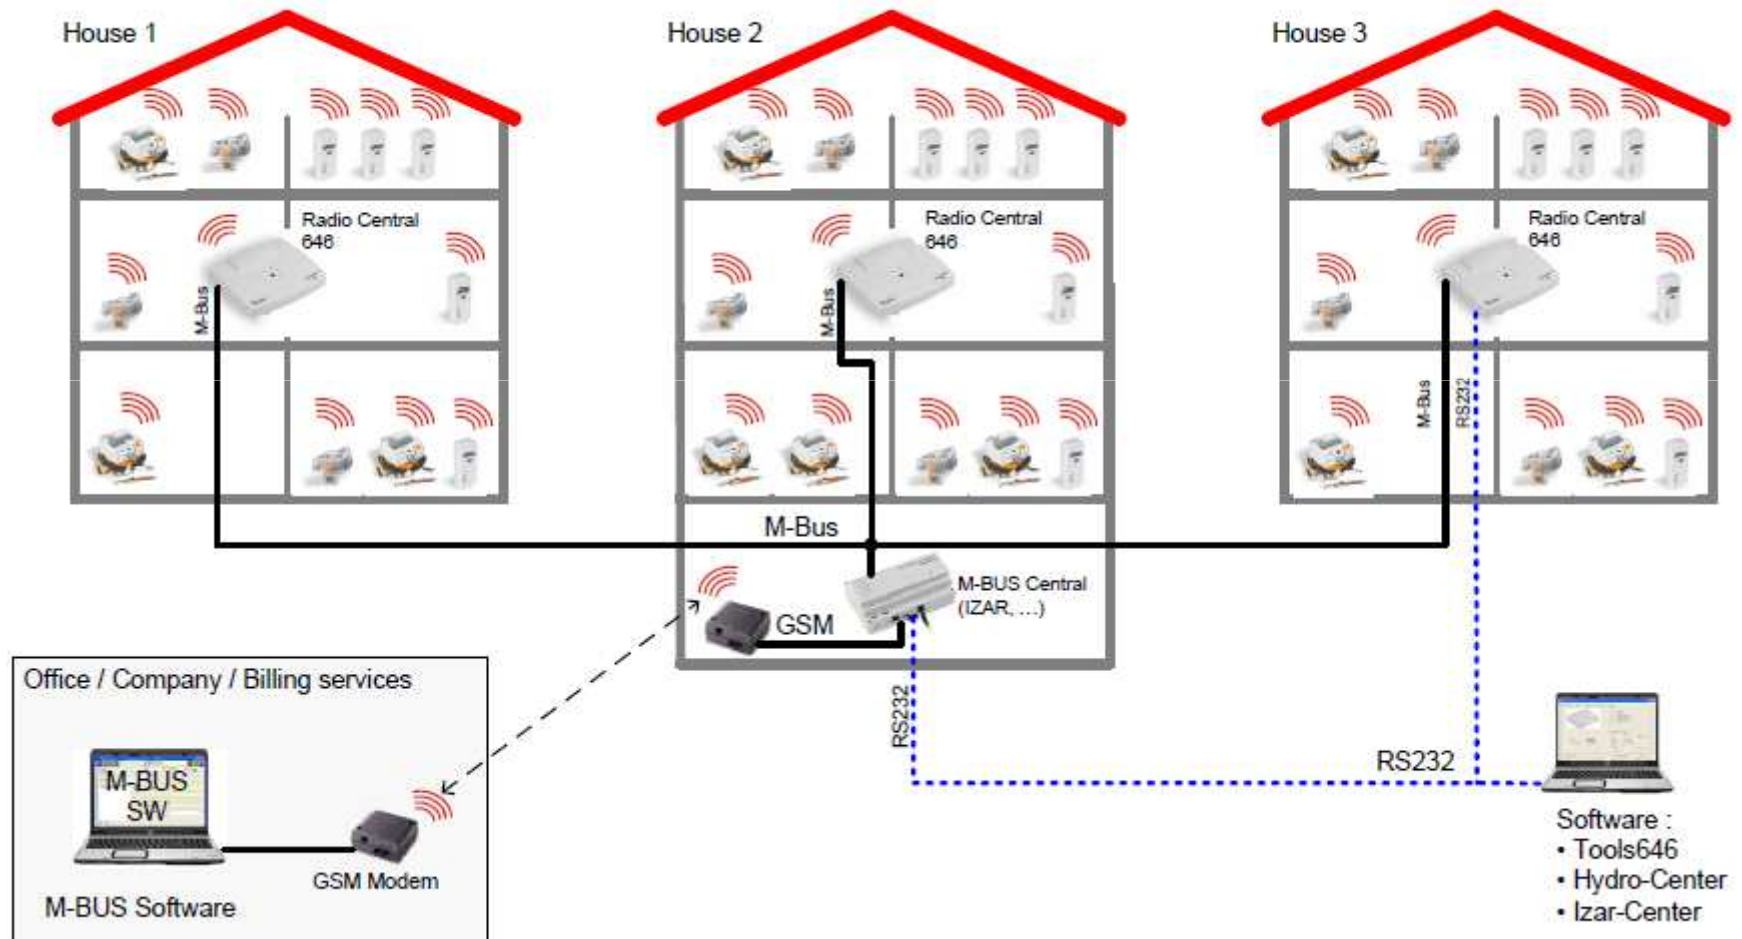 House 1
House 2
House 3
Radio Central
646
Radio Central
646
Radio Central
646
M-Bus
M-Bus
M-Bus
RS232
M-Bus
M-BUS Central
(IZAR, ...)
GSM
Office / Company / Billing services
RS232
RS232
M-BUS
SW
GSM Modem
M-BUS Software
Software :
• Tools646
• Hydro-Center
• Izar-Center